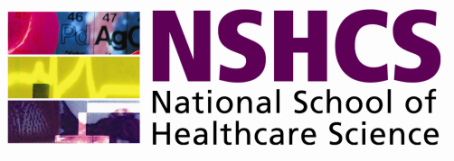 46 47
Pd Ag
NSHCS
National School of
Healthcare Science